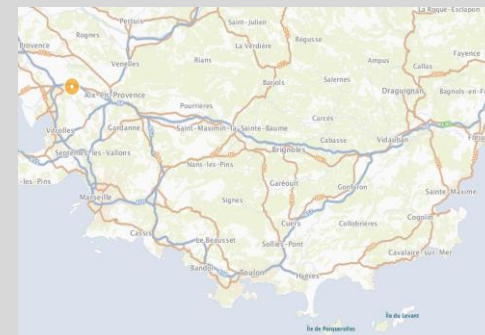 Saint-Julien
La Roque-Esclapon
Pertuis
Rognes
La Verdière
Régusse
Provence
Fayence
Venelles
Rians
Ampus
Callas
Barjols
Salernes
Draguignan
Bagnols-en-F
Aix-en-Provence
Pourrières
Carcès
Vitrolles
Gardanne
Saint-Maximin-la-Sainte-Baume
Cabasse
Vidauban
Septèmes-les-Vallons
Brignoles
-les-Pins
Nans-les-Pins
Garéoult
Gonfaron
Sainte-Maxime
Marseille
Signes
Cogolin
Cuers
Collobrières
Cassis
Le Beausset
Solliès-Pont
Cavalaire-sur-Mer
Bandol
Toulon
Hyères
Île du Levant
Île de Porquerolles